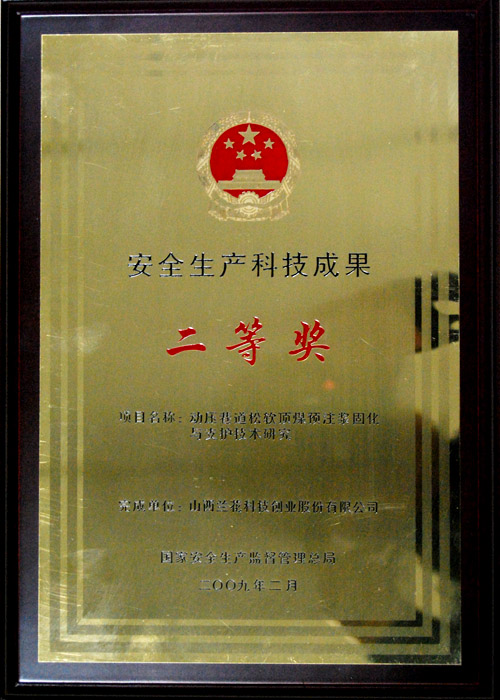 安全生产科技成果
二等奖
项目名称：动压巷道松软顶煤预注浆固化
与支护技术研究
完成单位：山西兰花科技创业股份有限公司
国家安全生产监督管理总局
二〇〇九年二月